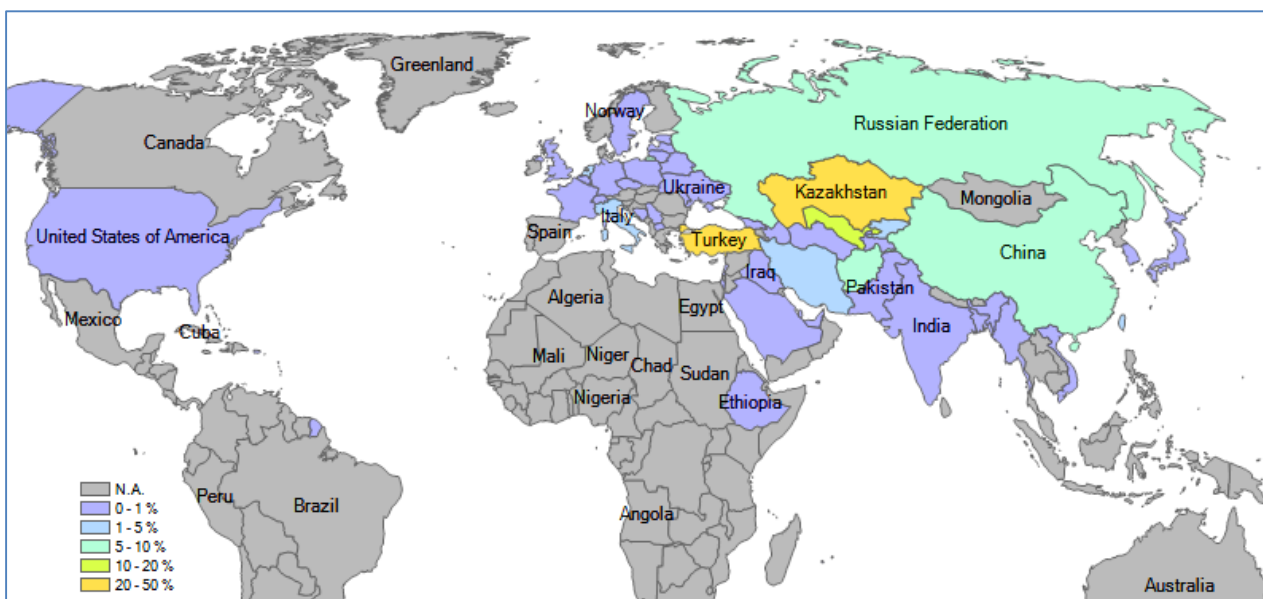 Greenland
Norway
Russian Federation
Canada
Ukraine
Kazakhstan
Mongolia
Italy
United States of America
Spain
Turkey
China
Iraq
Pakistan
Algeria
Egypt
Mexico
Cuba
India
Mali
Niger
Chad
Sudan
Nigeria
Ethiopia
Peru
Brazil
Angola
Australia
N.A.
0 - 1 %
1 - 5 %
5 - 10 %
10 - 20 %
20 - 50 %